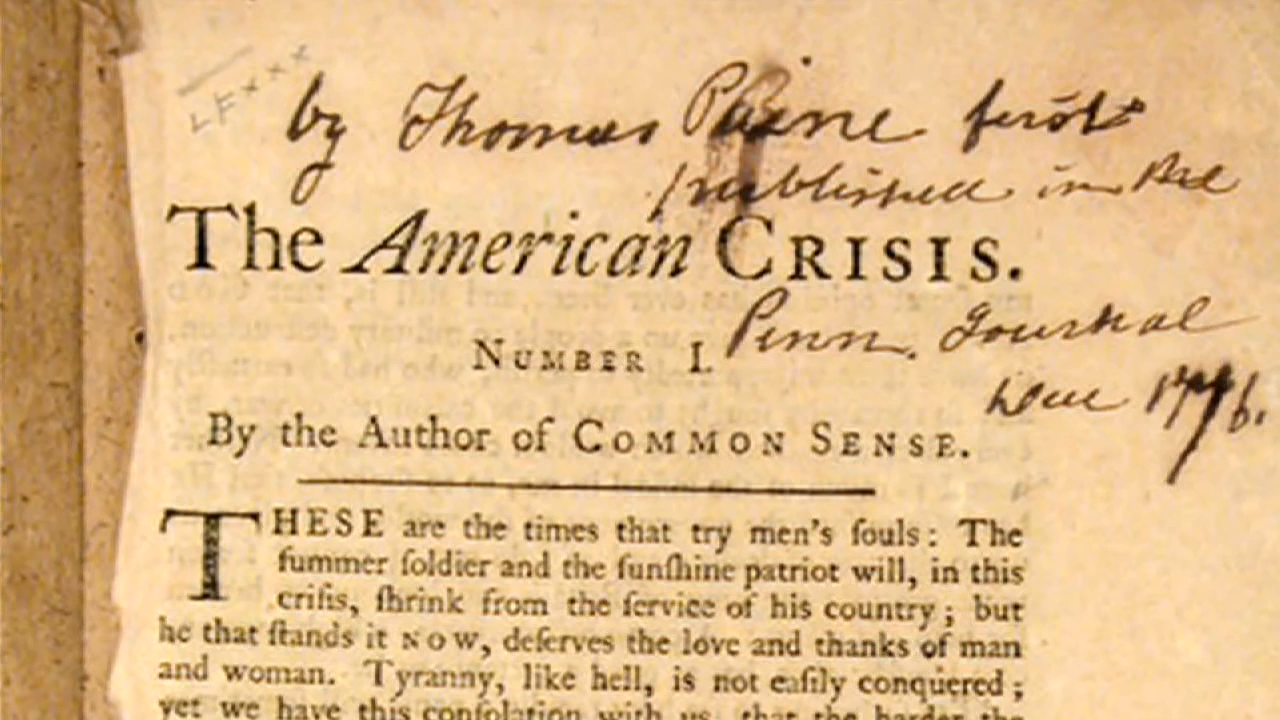 LFxxx
by Thomas Paine first
published in the
The American CRISIS.
Penn. Journal
NUMBER I.
Dec 1776.
By the Author of COMMON SENSE.
THESE are the times that try men's ſouls: The
ſummer ſoldier and the ſunſhine patriot will, in this
criſis, ſhrink from the ſervice of his country; but
he that ſtands it NOW, deſerves the love and thanks of man
and woman. Tyranny, like hell, is not eaſily conquered;
yet we have this conſolation with us, that the harder the